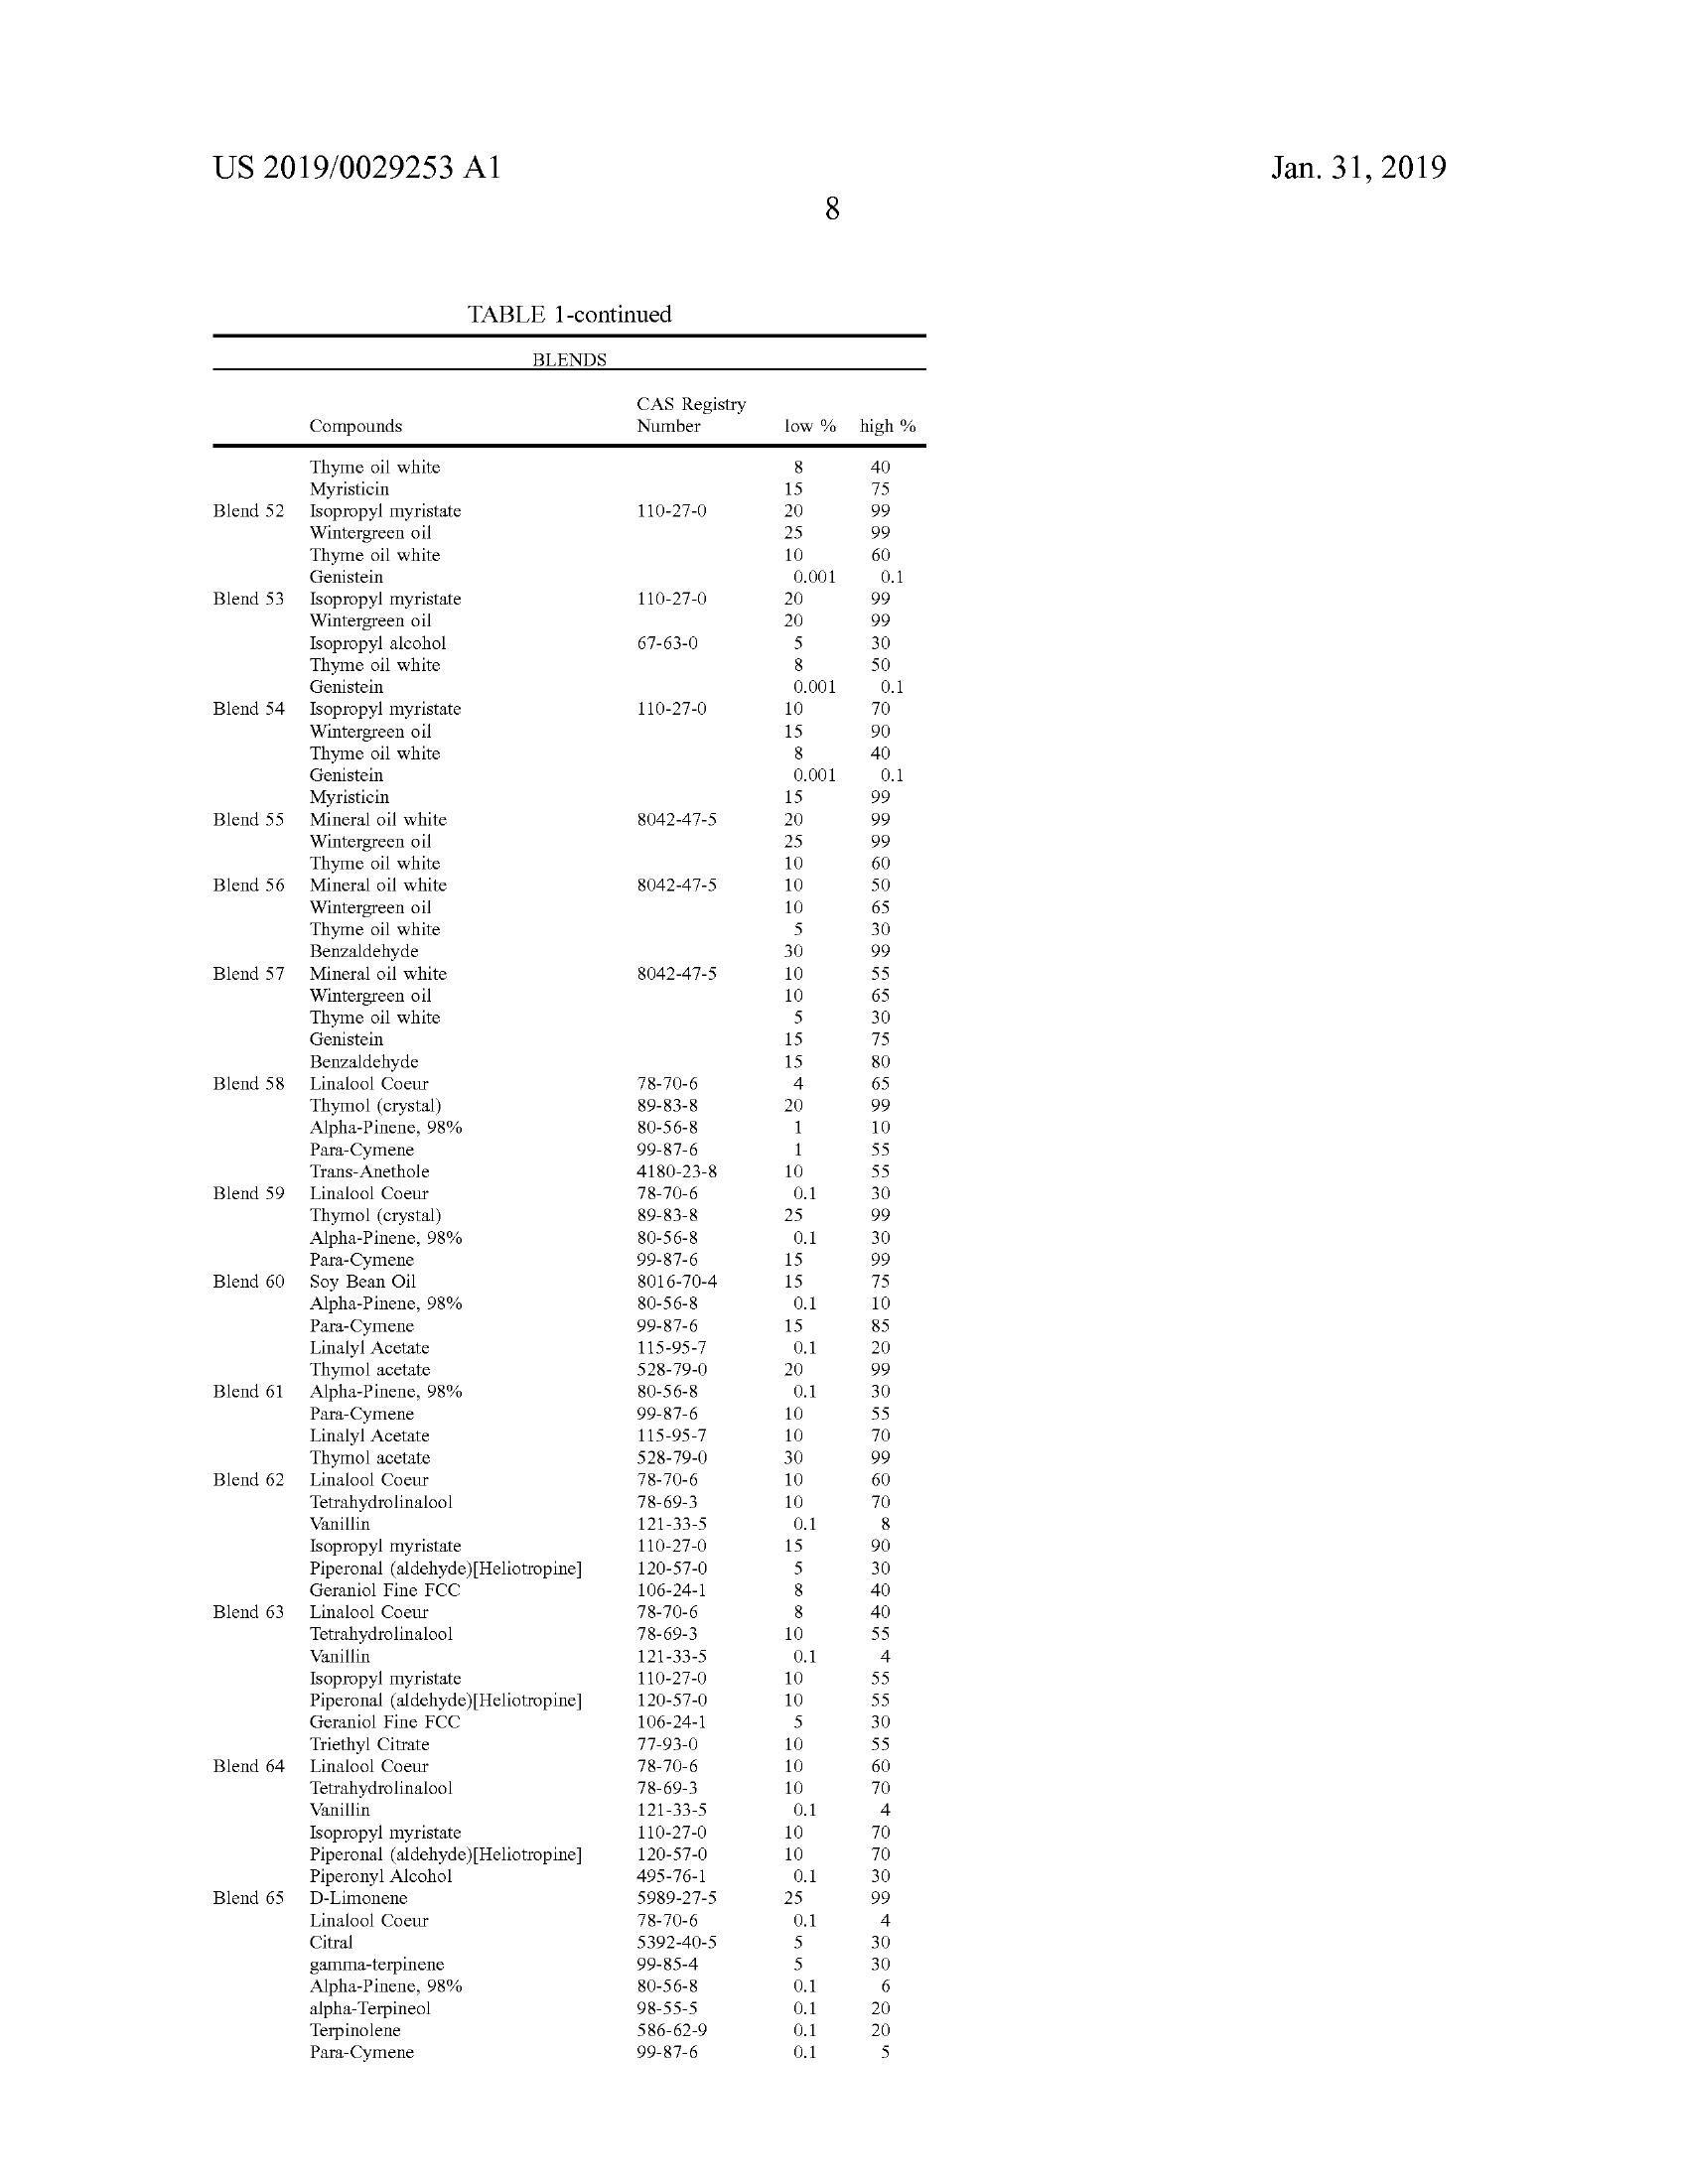 US 2019/0029253 A1 Jan. 31, 2019
8
TABLE 1-continued
BLENDS
CAS Registry
Compounds Number low % high %
Thyme oil white 8 40
Myristicin 15 75
Blend 52 Isopropyl myristate 110-27-0 20 99
Wintergreen oil 25 99
Thyme oil white 10 60
Genistein 0.001 0.1
Blend 53 Isopropyl myristate 110-27-0 20 99
Wintergreen oil 20 99
Isopropyl alcohol 67-63-0 5 30
Thyme oil white 8 50
Genistein 0.001 0.1
Blend 54 Isopropyl myristate 110-27-0 10 70
Wintergreen oil 15 90
Thyme oil white 8 40
Genistein 0.001 0.1
Myristicin 15 99
Blend 55 Mineral oil white 8042-47-5 20 99
Wintergreen oil 25 99
Thyme oil white 10 60
Blend 56 Mineral oil white 8042-47-5 10 50
Wintergreen oil 10 65
Thyme oil white 5 30
Benzaldehyde 30 99
Blend 57 Mineral oil white 8042-47-5 10 55
Wintergreen oil 10 65
Thyme oil white 5 30
Genistein 15 75
Benzaldehyde 15 80
Blend 58 Linalool Coeur 78-70-6 4 65
Thymol (crystal) 89-83-8 20 99
Alpha-Pinene, 98% 80-56-8 1 10
Para-Cymene 99-87-6 1 55
Trans-Anethole 4180-23-8 10 55
Blend 59 Linalool Coeur 78-70-6 0.1 30
Thymol (crystal) 89-83-8 25 99
Alpha-Pinene, 98% 80-56-8 0.1 30
Para-Cymene 99-87-6 15 99
Blend 60 Soy Bean Oil 8016-70-4 15 75
Alpha-Pinene, 98% 80-56-8 0.1 10
Para-Cymene 99-87-6 15 85
Linalyl Acetate 115-95-7 0.1 20
Thymol acetate 528-79-0 20 99
Blend 61 Alpha-Pinene, 98% 80-56-8 0.1 30
Para-Cymene 99-87-6 10 55
Linalyl Acetate 115-95-7 10 70
Thymol acetate 528-79-0 30 99
Blend 62 Linalool Coeur 78-70-6 10 60
Tetrahydrolinalool 78-69-3 10 70
Vanillin 121-33-5 0.1 8
Isopropyl myristate 110-27-0 15 90
Piperonal (aldehyde)[Heliotropine] 120-57-0 5 30
Geraniol Fine FCC 106-24-1 8 40
Blend 63 Linalool Coeur 78-70-6 8 40
Tetrahydrolinalool 78-69-3 10 55
Vanillin 121-33-5 0.1 4
Isopropyl myristate 110-27-0 10 55
Piperonal (aldehyde)[Heliotropine] 120-57-0 10 55
Geraniol Fine FCC 106-24-1 5 30
Triethyl Citrate 77-93-0 10 55
Blend 64 Linalool Coeur 78-70-6 10 60
Tetrahydrolinalool 78-69-3 10 70
Vanillin 121-33-5 0.1 4
Isopropyl myristate 110-27-0 10 70
Piperonal (aldehyde)[Heliotropine] 120-57-0 10 70
Piperonyl Alcohol 495-76-1 0.1 30
Blend 65 D-Limonene 5989-27-5 25 99
Linalool Coeur 78-70-6 0.1 4
Citral 5392-40-5 5 30
gamma-terpinene 99-85-4 5 30
Alpha-Pinene, 98% 80-56-8 0.1 6
alpha-Terpineol 98-55-5 0.1 20
Terpinolene 586-62-9 0.1 20
Para-Cymene 99-87-6 0.1 5